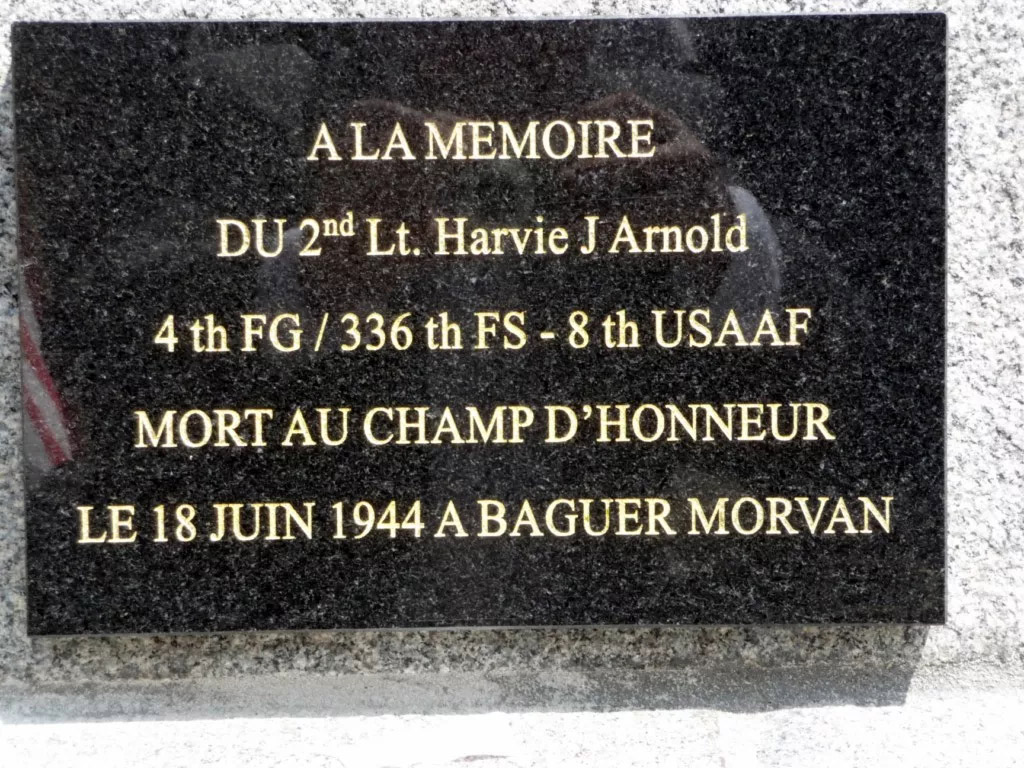 A LA MEMOIRE
DU 2nd Lt. Harvie J Arnold
4 th FG / 336 th FS - 8 th USAAF
MORT AU CHAMP D'HONNEUR
LE 18 JUIN 1944 A BAGUER MORVAN